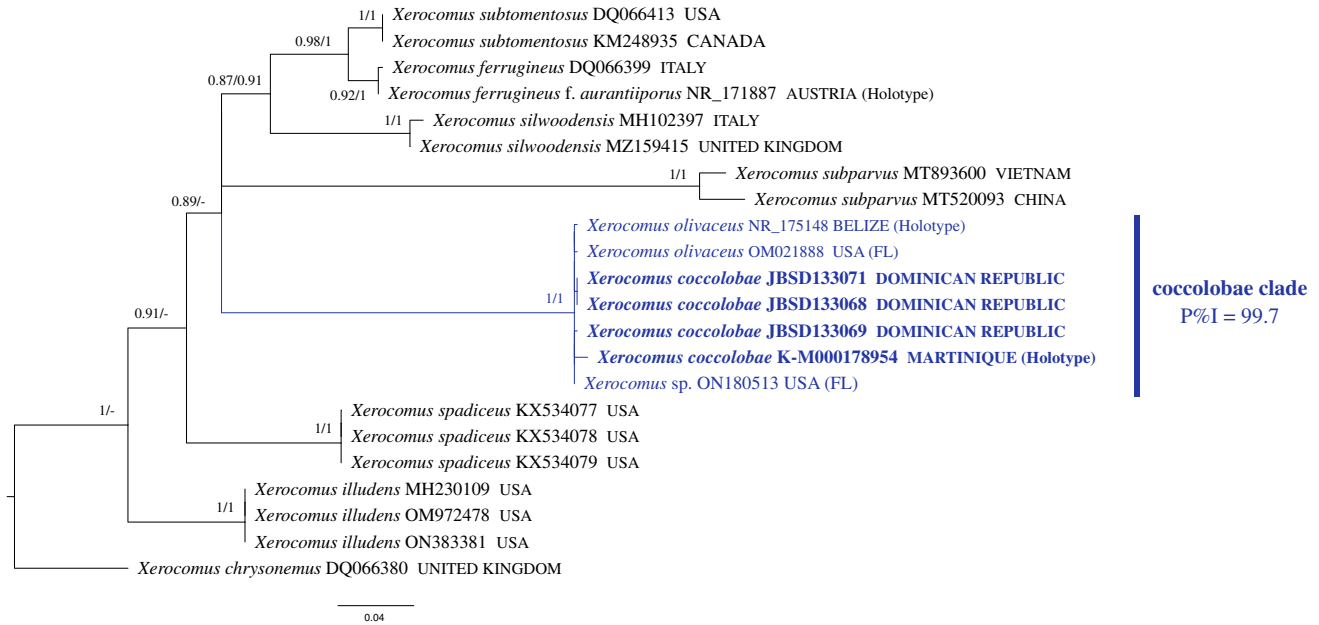 1/1
Xerocomus subtomentosus DQ066413 USA
Xerocomus subtomentosus KM248935 CANADA
0.98/1
Xerocomus ferrugineus DQ066399 ITALY
0.87/0.91
0.92/1
Xerocomus ferrugineus f. aurantiiporus NR_171887 AUSTRIA (Holotype)
1/1
Xerocomus silwoodensis MH102397 ITALY
Xerocomus silwoodensis MZ159415 UNITED KINGDOM
1/1
Xerocomus subparvus MT893600 VIETNAM
Xerocomus subparvus MT520093 CHINA
0.89/-
Xerocomus olivaceus NR_175148 BELIZE (Holotype)
Xerocomus olivaceus OM021888 USA (FL)
Xerocomus coccolobae JBSD133071 DOMINICAN REPUBLIC
1/1
Xerocomus coccolobae JBSD133068 DOMINICAN REPUBLIC
Xerocomus coccolobae JBSD133069 DOMINICAN REPUBLIC
Xerocomus coccolobae K-M000178954 MARTINIQUE (Holotype)
Xerocomus sp. ON180513 USA (FL)
coccolobae clade
P%I = 99.7
0.91/-
Xerocomus spadiceus KX534077 USA
1/-
1/1
Xerocomus spadiceus KX534078 USA
Xerocomus spadiceus KX534079 USA
Xerocomus illudens MH230109 USA
1/1
Xerocomus illudens OM972478 USA
Xerocomus illudens ON383381 USA
Xerocomus chrysonemus DQ066380 UNITED KINGDOM
0.04